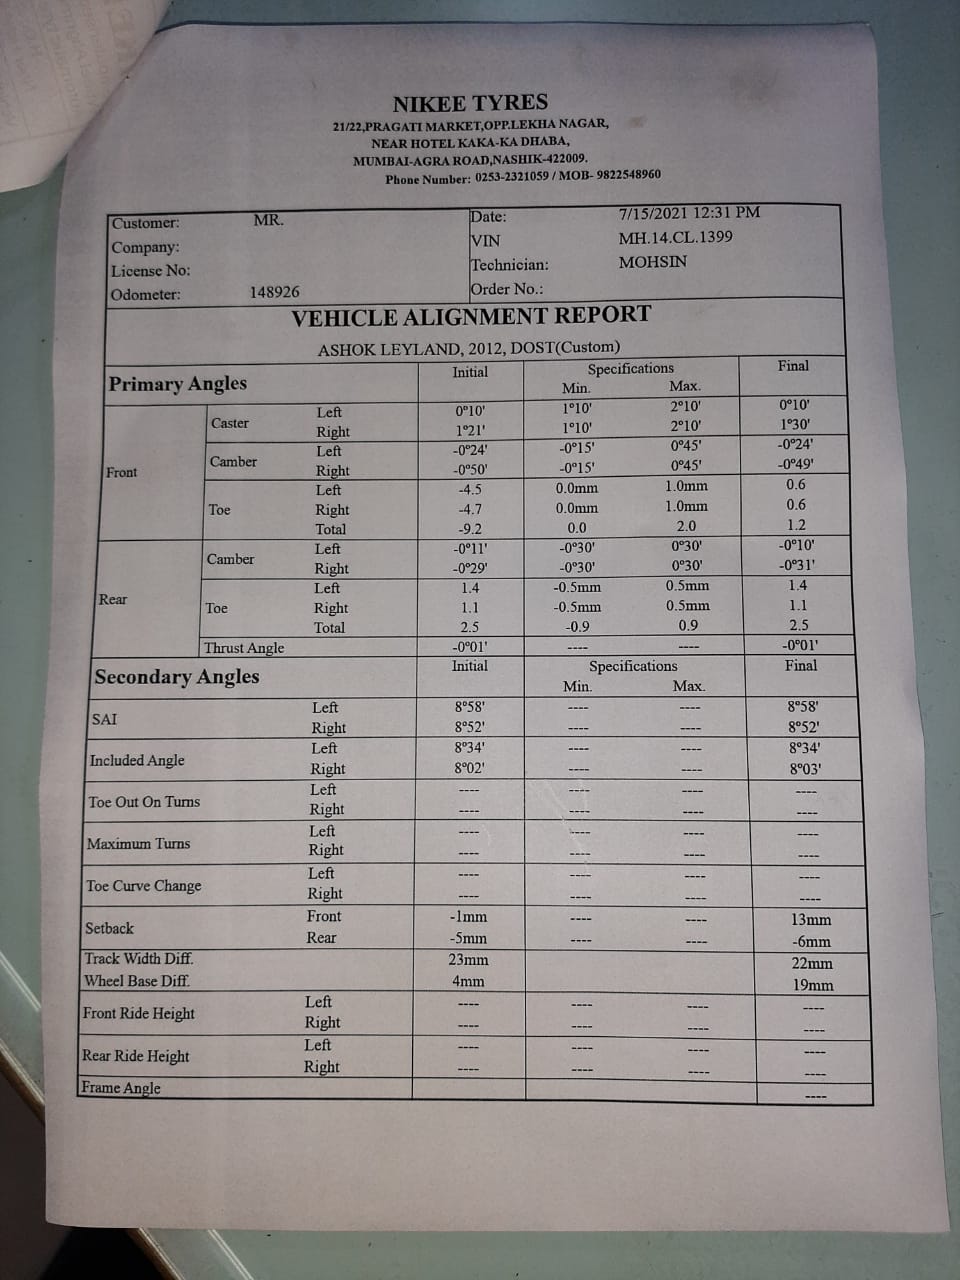 NIKEE TYRES
21/22,PRAGATI MARKET,OPP.LEKHA NAGAR,
NEAR HOTEL KAKA-KA DHABA,
MUMBAI-AGRA ROAD,NASHIK-422009.
Phone Number: 0253-2321059 / MOB- 9822548960
Customer: MR. Date: 7/15/2021 12:31 PM
Company: VIN MH.14.CL.1399
License No: Technician: MOHSIN
Odometer: 148926 Order No.:
VEHICLE ALIGNMENT REPORT
ASHOK LEYLAND, 2012, DOST(Custom)
Primary Angles Initial Specifications Final
Min. Max.
Front Caster Left 0°10' 1°10' 2°10' 0°10'
Right 1°21' 1°10' 2°10' 1°30'
Camber Left -0°24' -0°15' 0°45' -0°24'
Right -0°50' -0°15' 0°45' -0°49'
Toe Left -4.5 0.0mm 1.0mm 0.6
Right -4.7 0.0mm 1.0mm 0.6
Total -9.2 0.0 2.0 1.2
Rear Camber Left -0°11' -0°30' 0°30' -0°10'
Right -0°29' -0°30' 0°30' -0°31'
Toe Left 1.4 -0.5mm 0.5mm 1.4
Right 1.1 -0.5mm 0.5mm 1.1
Total 2.5 -0.9 0.9 2.5
Thrust Angle -0°01' ---- ---- -0°01'
Secondary Angles Initial Specifications Final
Min. Max.
SAI Left 8°58' ---- ---- 8°58'
Right 8°52' ---- ---- 8°52'
Included Angle Left 8°34' ---- ---- 8°34'
Right 8°02' ---- ---- 8°03'
Toe Out On Turns Left ---- ---- ---- ----
Right ---- ---- ---- ----
Maximum Turns Left ---- ---- ---- ----
Right ---- ---- ---- ----
Toe Curve Change Left ---- ---- ---- ----
Right ---- ---- ---- ----
Setback Front -1mm ---- ---- 13mm
Rear -5mm ---- ---- -6mm
Track Width Diff. 23mm 22mm
Wheel Base Diff. 4mm 19mm
Front Ride Height Left ---- ---- ---- ----
Right ---- ---- ---- ----
Rear Ride Height Left ---- ---- ---- ----
Right ---- ---- ---- ----
Frame Angle ----